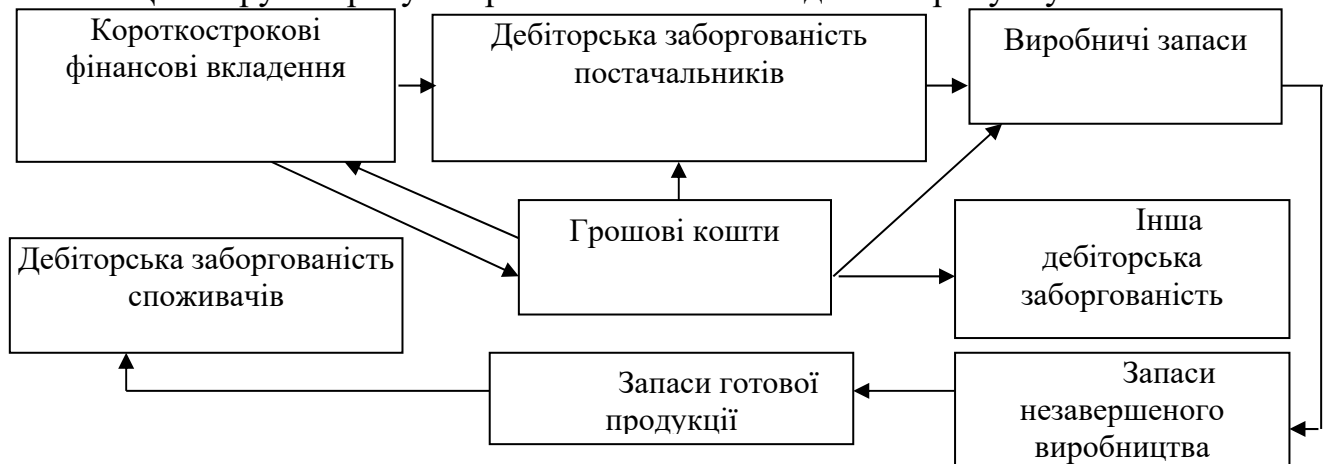 Короткострокові
фінансові вкладення
Дебіторська заборгованість
постачальників
Виробничі запаси
Грошові кошти
Інша
дебіторська
заборгованість
Дебіторська заборгованість
споживачів
Запаси готової
продукції
Запаси
незавершеного
виробництва